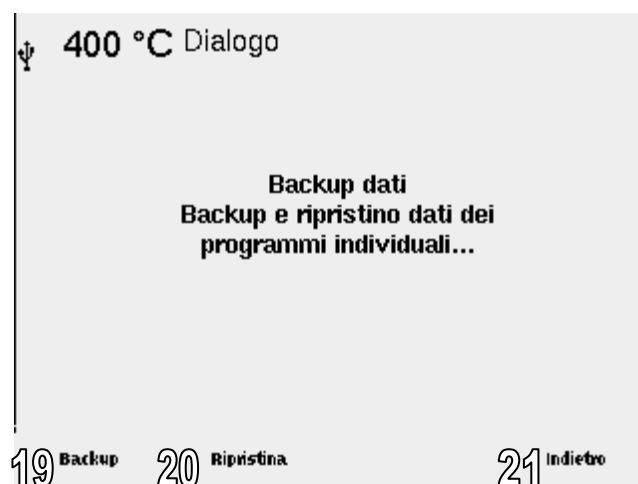 400 °C Dialogo
Backup dati
Backup e ripristino dati dei
programmi individuali...
19 Backup 20 Ripristina 21 Indietro